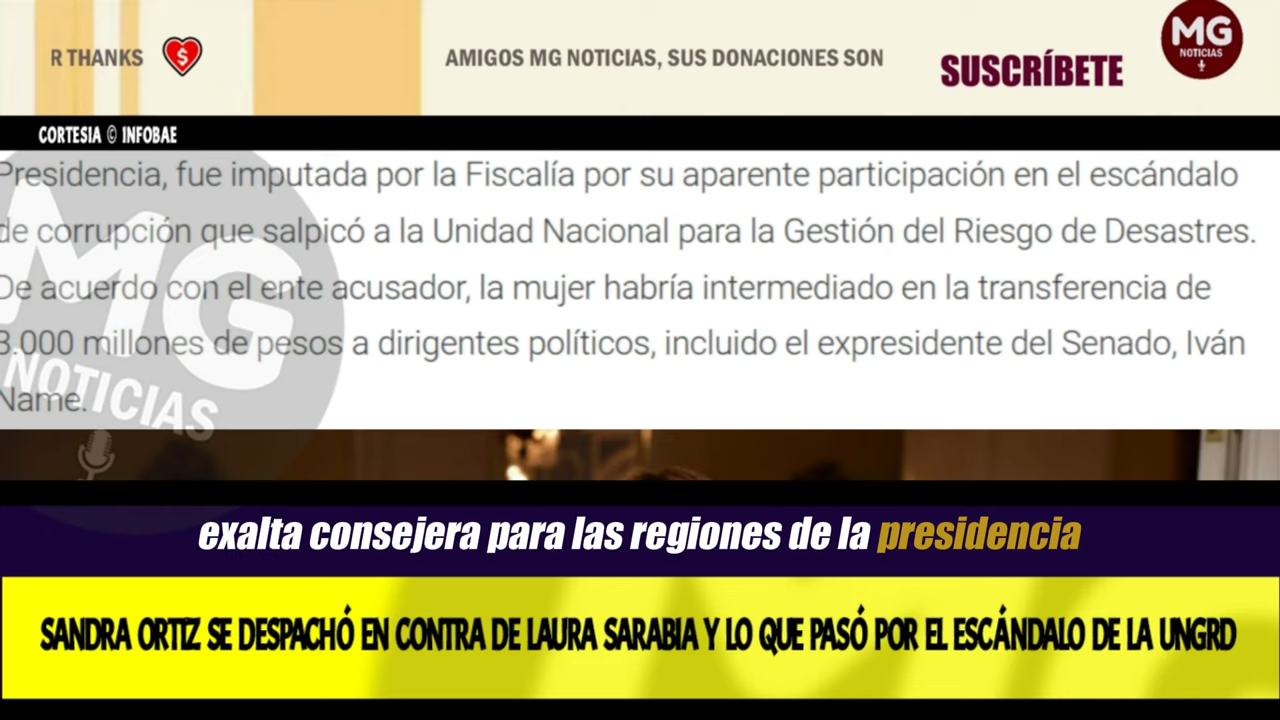 R THANKS
AMIGOS MG NOTICIAS, SUS DONACIONES SON
SUSCRÍBETE
MG
NOTICIAS
CORTESIA © INFOBAE
Presidencia, fue imputada por la Fiscalía por su aparente participación en el escándalo
de corrupción que salpicó a la Unidad Nacional para la Gestión del Riesgo de Desastres.
De acuerdo con el ente acusador, la mujer habría intermediado en la transferencia de
3.000 millones de pesos a dirigentes políticos, incluido el expresidente del Senado, Iván
Name.
MG
NOTICIAS
exalta consejera para las regiones de la presidencia
SANDRA ORTIZ SE DESPACHÓ EN CONTRA DE LAURA SARABIA Y LO QUE PASÓ POR EL ESCÁNDALO DE LA UNGRD